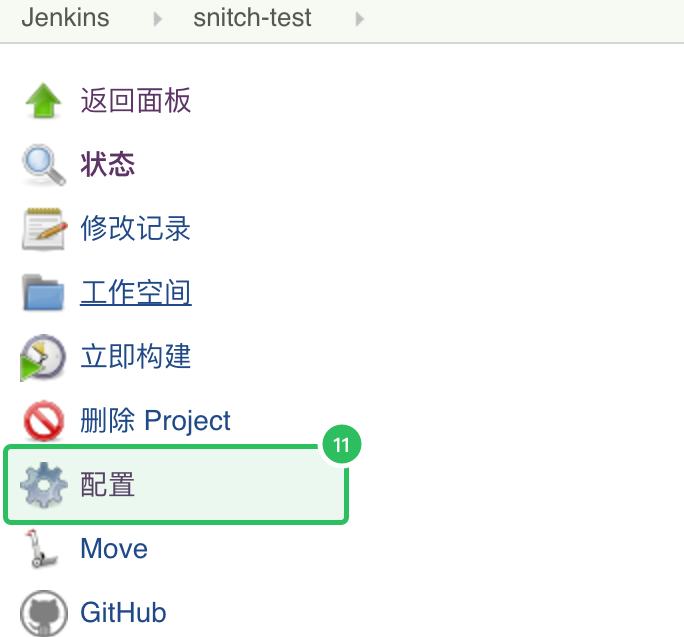 Jenkins snitch-test
返回面板
状态
修改记录
工作空间
立即构建
删除 Project
11
配置
Move
GitHub